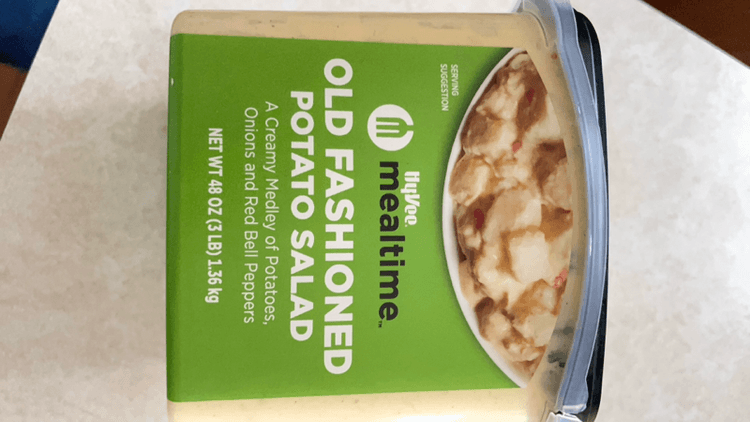 SERVING
SUGGESTION
HyVee
mealtime™
OLD FASHIONED
POTATO SALAD
A Creamy Medley of Potatoes,
Onions and Red Bell Peppers
NET WT 48 OZ (3 LB) 1.36 kg